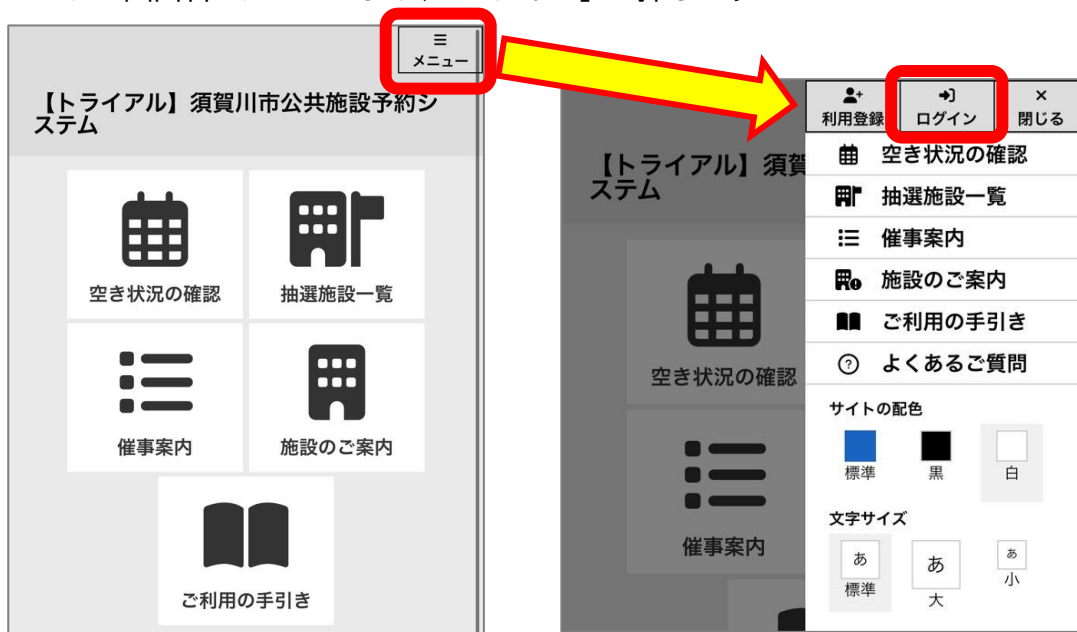 メニュー
【トライアル】須賀川市公共施設予約シ
ステム
空き状況の確認
抽選施設一覧
催事案内
施設のご案内
ご利用の手引き
利用登録
ログイン
閉じる
【トライアル】須賀
ステム
空き状況の確認
催事案内
空き状況の確認
抽選施設一覧
催事案内
施設のご案内
ご利用の手引き
よくあるご質問
サイトの配色
標準
黒
白
文字サイズ
あ
標準
あ
大
あ
小